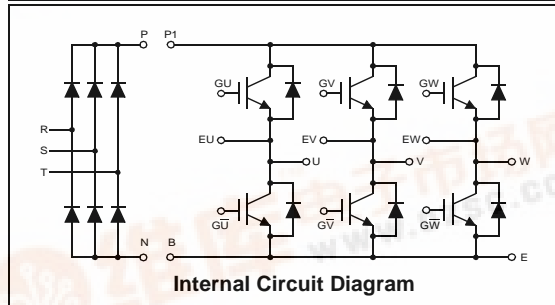 P P1
GU GV GW
R
EU EV EW
S
U V W
T
GU̅ GV̅ GW̅
N B
E
Internal Circuit Diagram